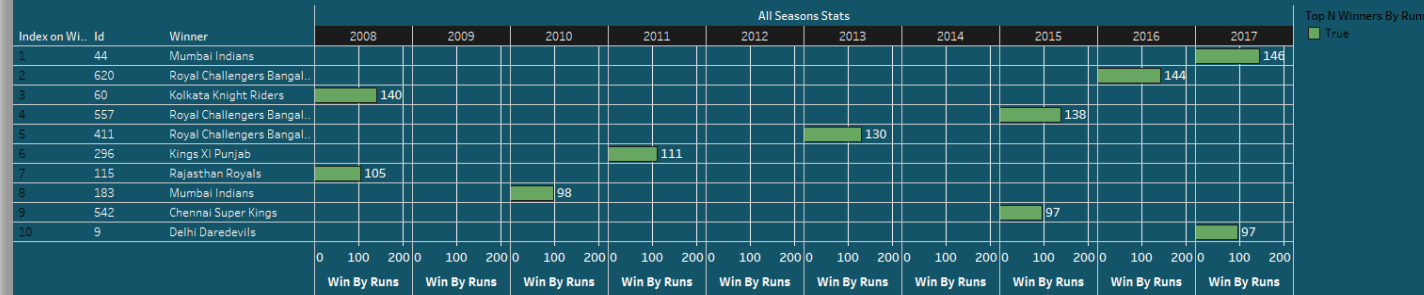 All Seasons Stats
Top N Winners By Runs
Index on Wi.. Id Winner 2008 2009 2010 2011 2012 2013 2014 2015 2016 2017
True
1 44 Mumbai Indians 146
2 620 Royal Challengers Bangal.. 144
3 60 Kolkata Knight Riders 140
4 557 Royal Challengers Bangal.. 138
5 411 Royal Challengers Bangal.. 130
6 296 Kings XI Punjab 111
7 115 Rajasthan Royals 105
8 183 Mumbai Indians 98
9 542 Chennai Super Kings 97
10 9 Delhi Daredevils 97
0 100 200 0 100 200 0 100 200 0 100 200 0 100 200 0 100 200 0 100 200 0 100 200 0 100 200 0 100 200
Win By Runs Win By Runs Win By Runs Win By Runs Win By Runs Win By Runs Win By Runs Win By Runs Win By Runs Win By Runs